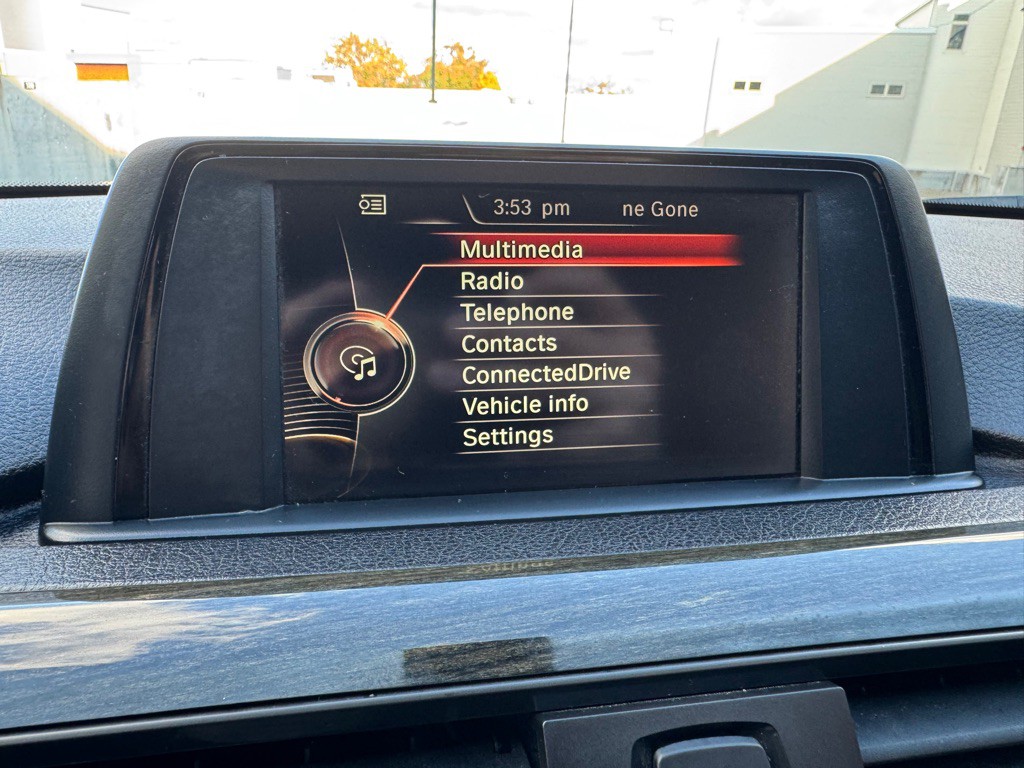 3:53 pm ne Gone
Multimedia
Radio
Telephone
Contacts
ConnectedDrive
Vehicle info
Settings